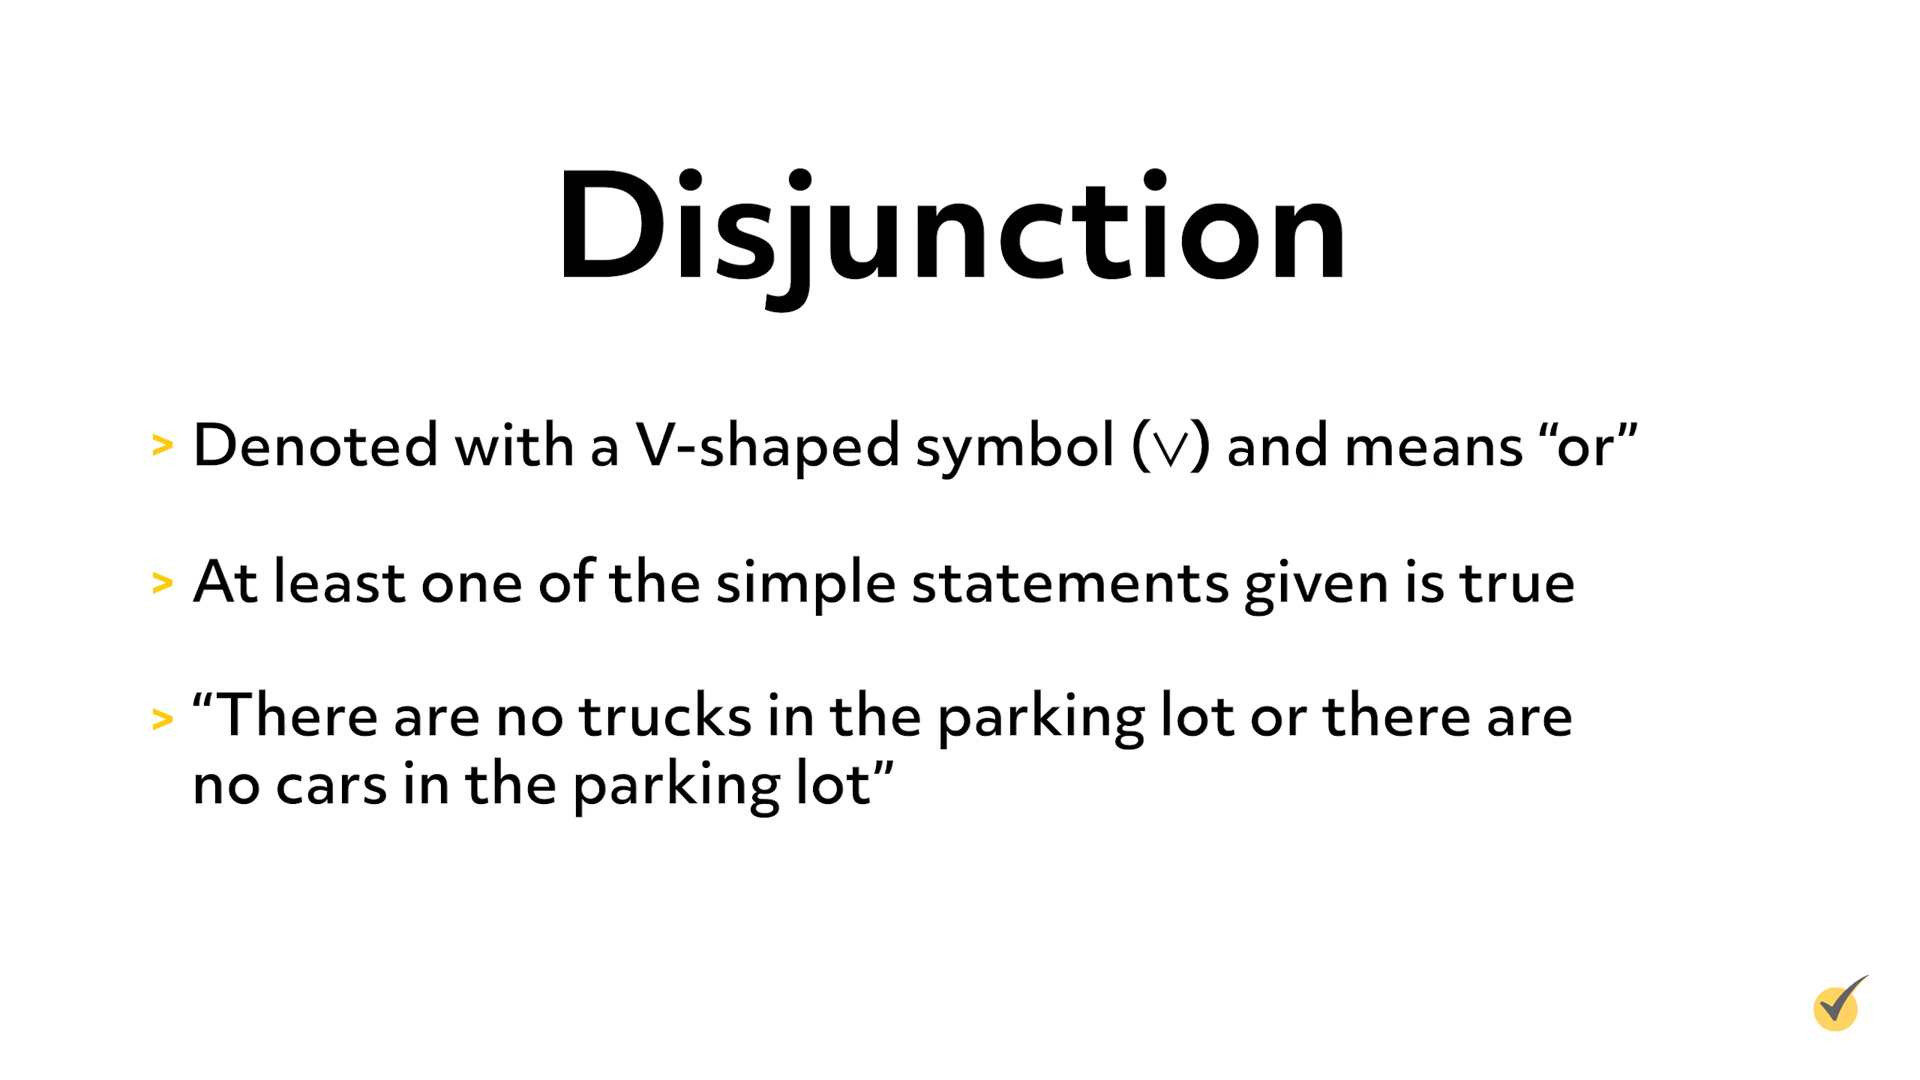 Disjunction
> Denoted with a V-shaped symbol (∨) and means “or”
> At least one of the simple statements given is true
> “There are no trucks in the parking lot or there are
no cars in the parking lot”